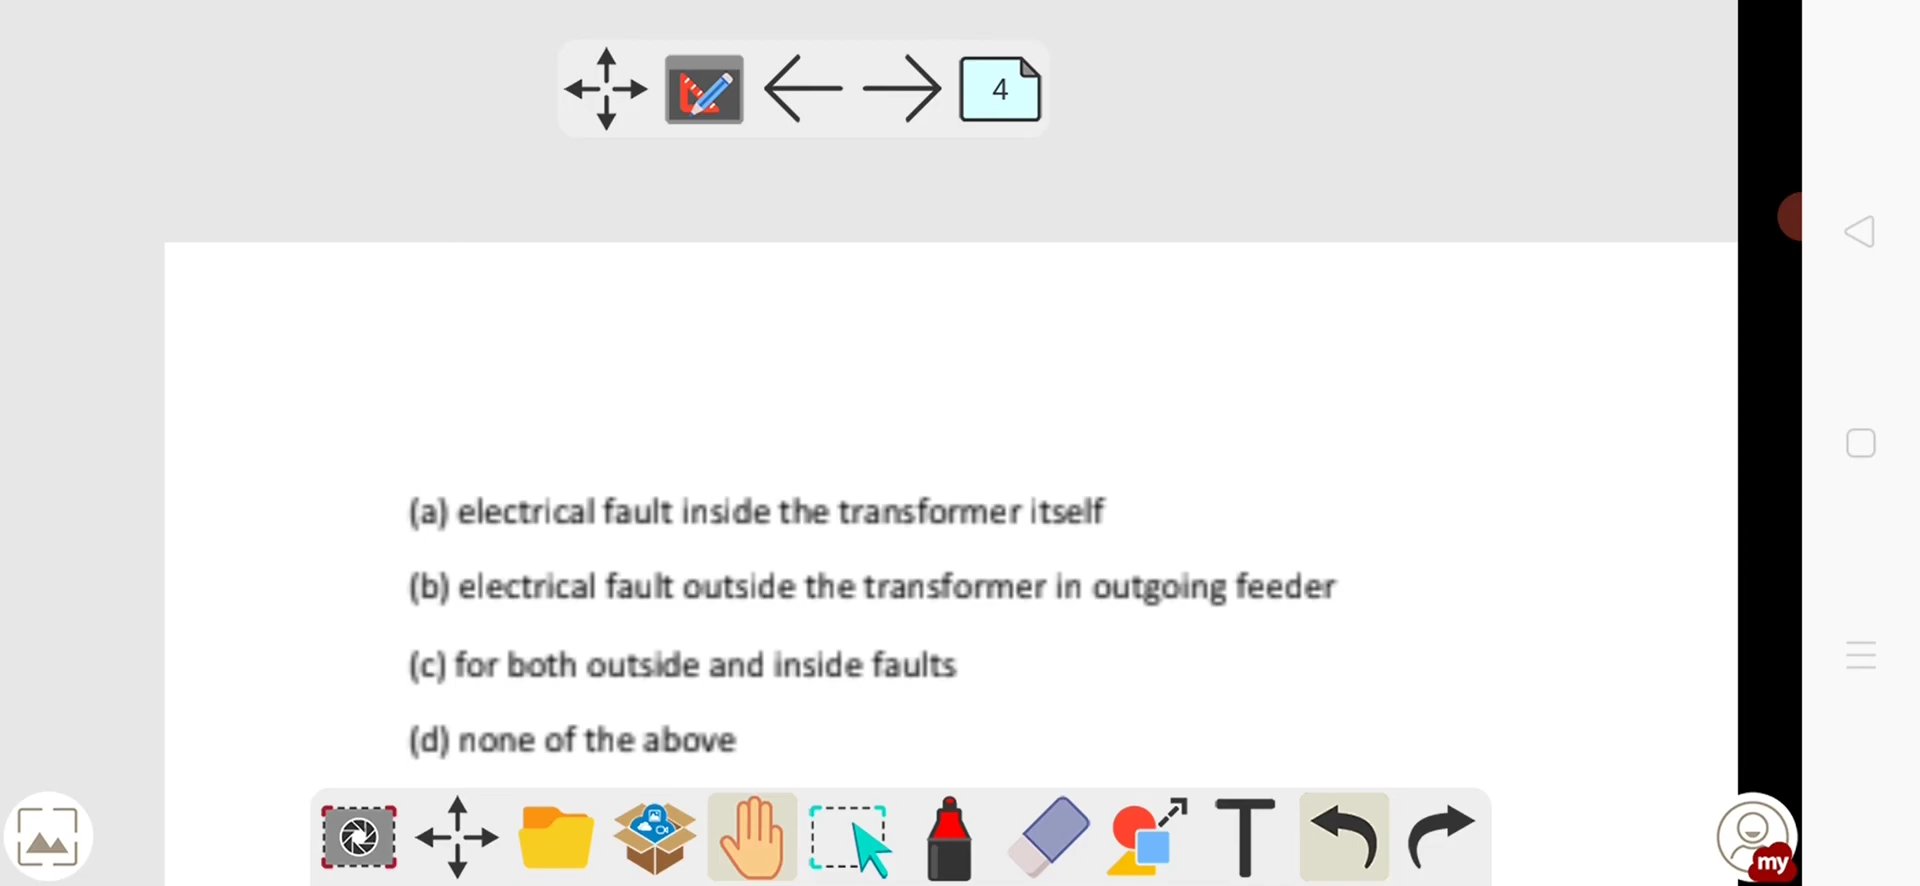 4
(a) electrical fault inside the transformer itself
(b) electrical fault outside the transformer in outgoing feeder
(c) for both outside and inside faults
(d) none of the above
T
my